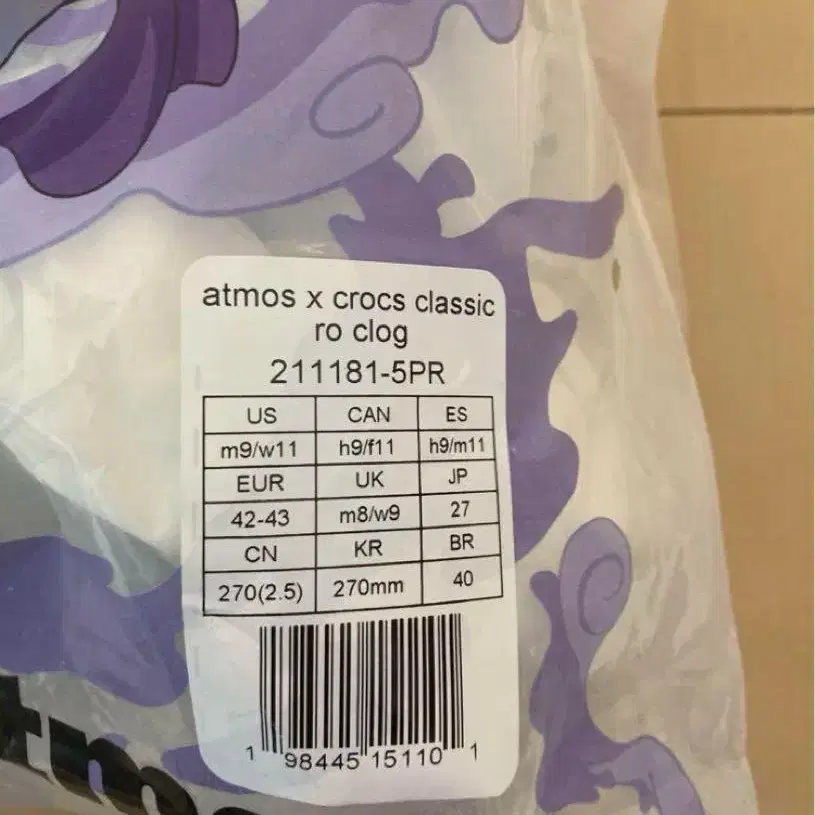 atmos x crocs classic
ro clog
211181-5PR
US CAN ES
m9/w11 h9/f11 h9/m11
EUR UK JP
42-43 m8/w9 27
CN KR BR
270(2.5) 270mm 40
1 98445 15110 1